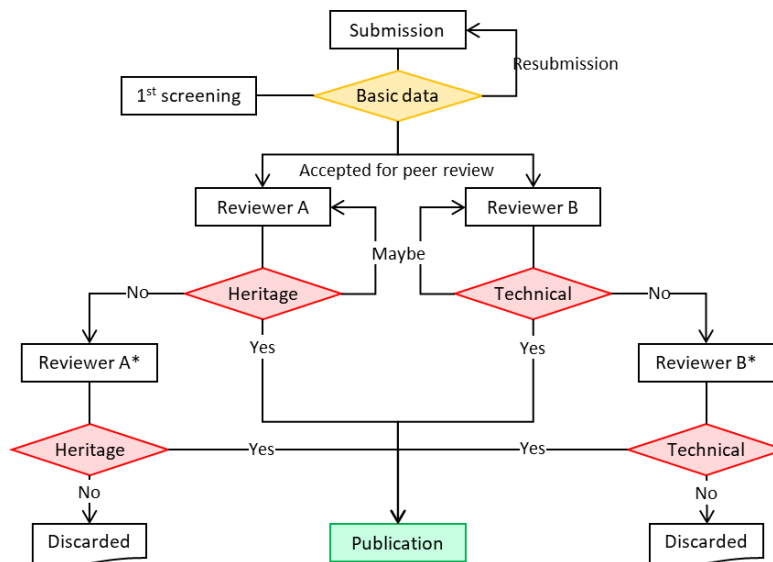 Submission
Resubmission
1st screening
Basic data
Accepted for peer review
Reviewer A
Reviewer B
Maybe
No
Heritage
Technical
No
Yes
Yes
Reviewer A*
Reviewer B*
Heritage
Yes
Yes
Technical
No
No
Discarded
Publication
Discarded